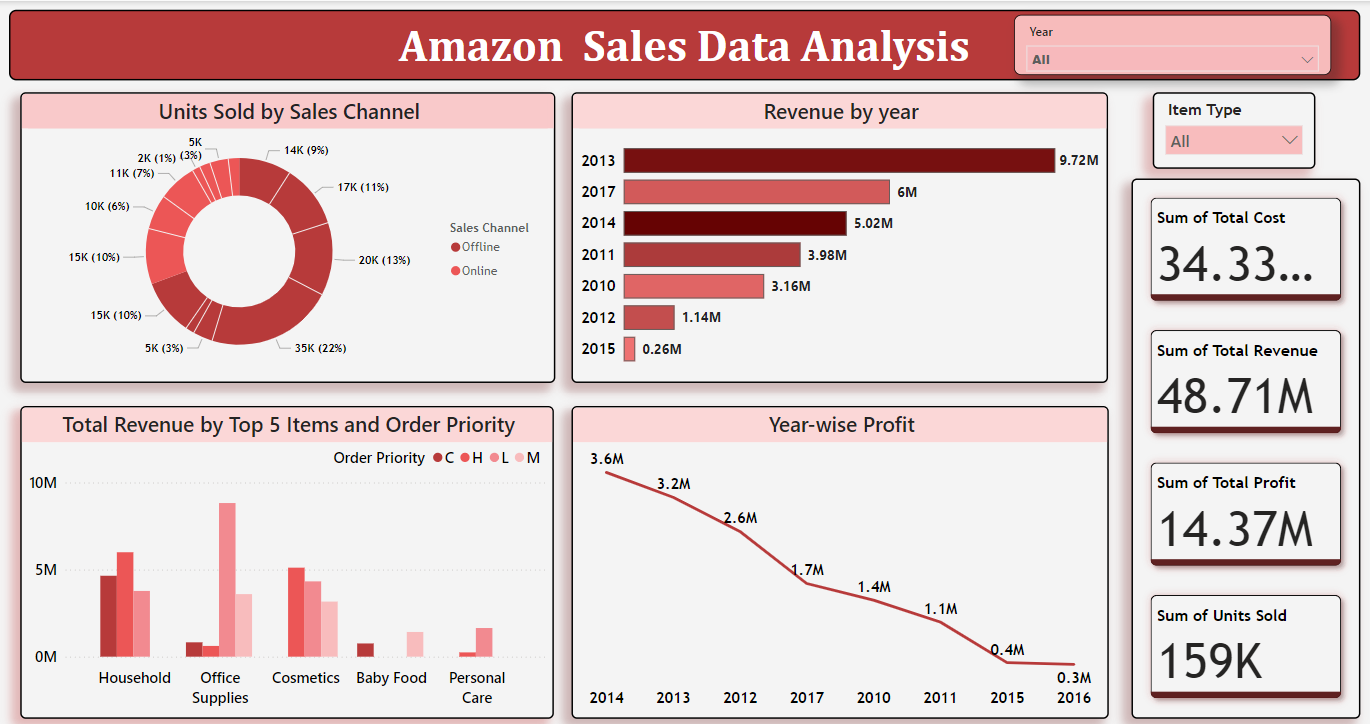 Amazon  Sales Data Analysis
Year
All
Units Sold by Sales Channel
5K
(3%)
2K (1%)
11K (7%)
10K (6%)
15K (10%)
15K (10%)
5K (3%)
14K (9%)
17K (11%)
20K (13%)
35K (22%)
Sales Channel
Offline
Online
Revenue by year
2013 9.72M
2017 6M
2014 5.02M
2011 3.98M
2010 3.16M
2012 1.14M
2015 0.26M
Item Type
All
Sum of Total Cost
34.33...
Sum of Total Revenue
48.71M
Sum of Total Profit
14.37M
Sum of Units Sold
159K
Total Revenue by Top 5 Items and Order Priority
Order Priority C H L M
10M
5M
0M
Household
Office
Supplies
Cosmetics
Baby Food
Personal
Care
Year-wise Profit
3.6M
3.2M
2.6M
1.7M
1.4M
1.1M
0.4M
0.3M
2014 2013 2012 2017 2010 2011 2015 2016